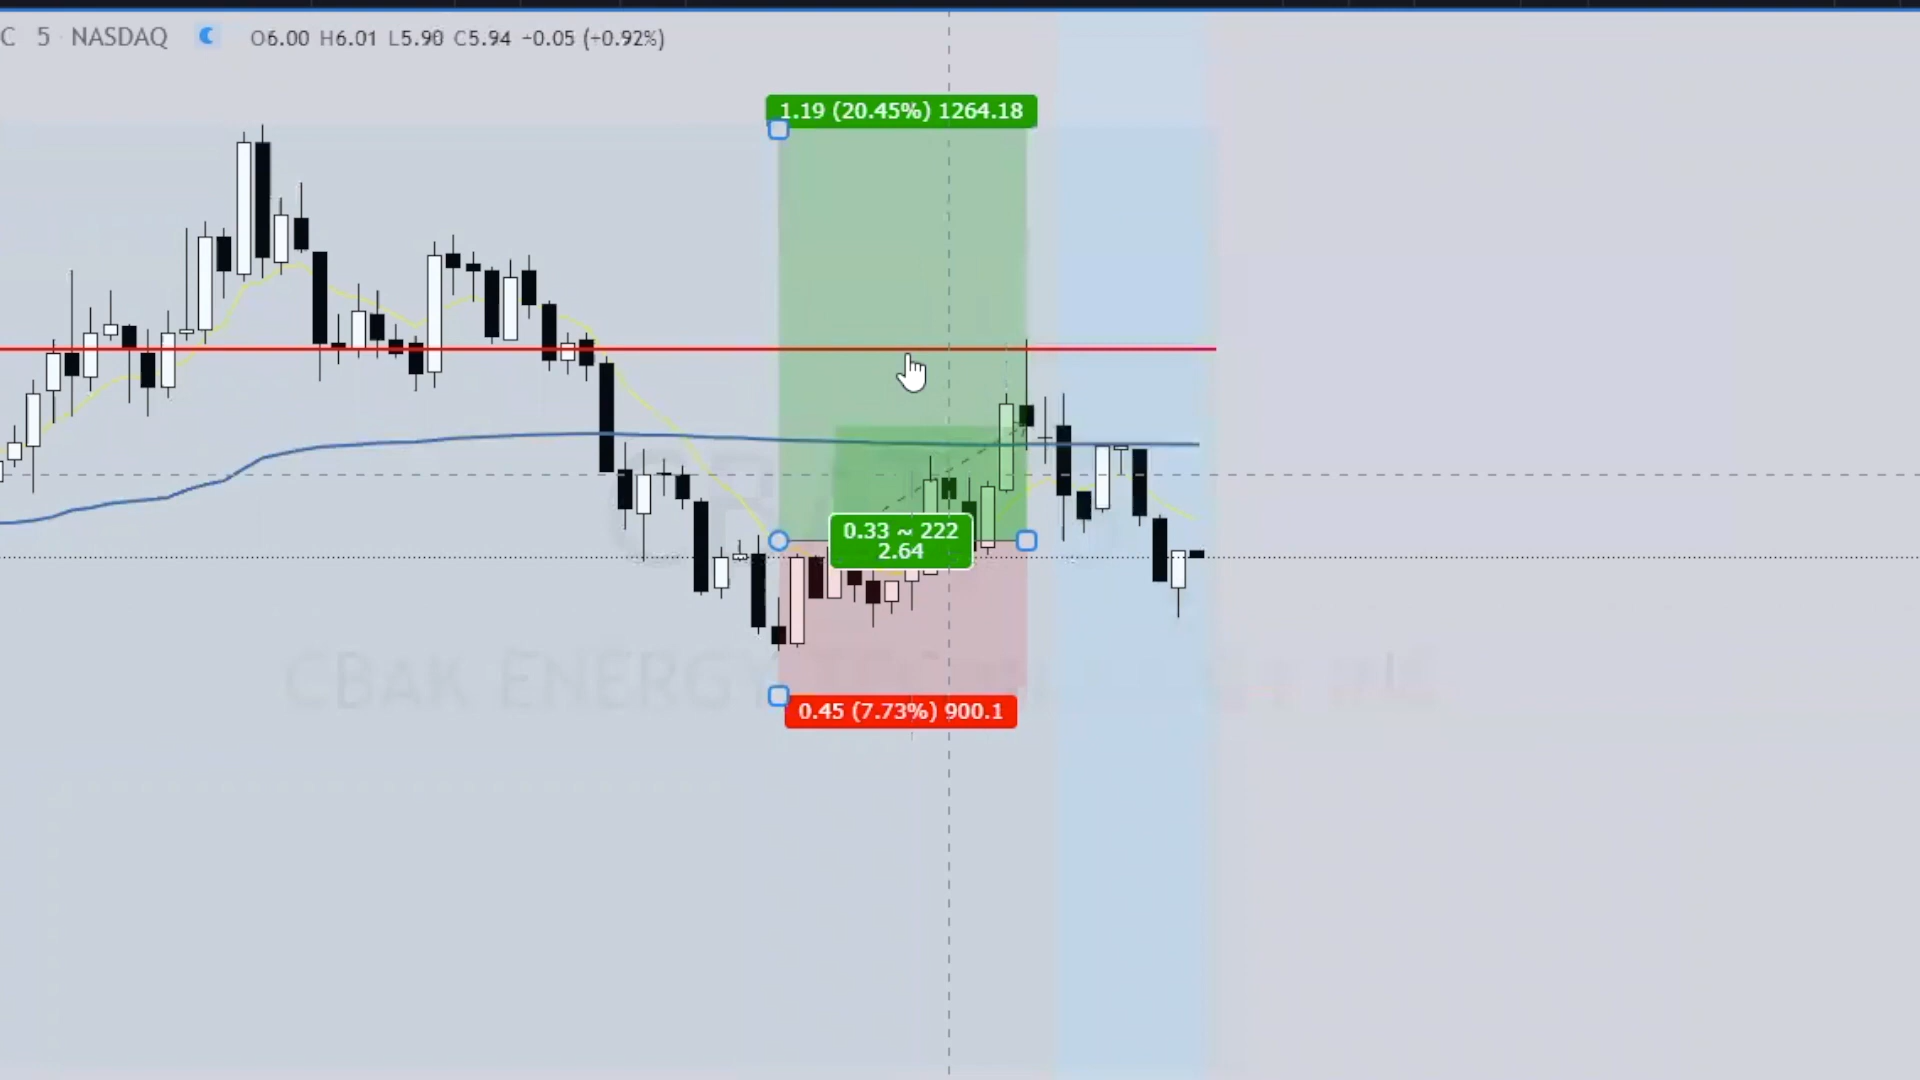 C 5 NASDAQ O6.00 H6.01 L5.90 C5.94 −0.05 (−0.92%)
1.19 (20.45%) 1264.18
0.33 ~ 222
2.64
CBAK ENERGY
0.45 (7.73%) 900.1